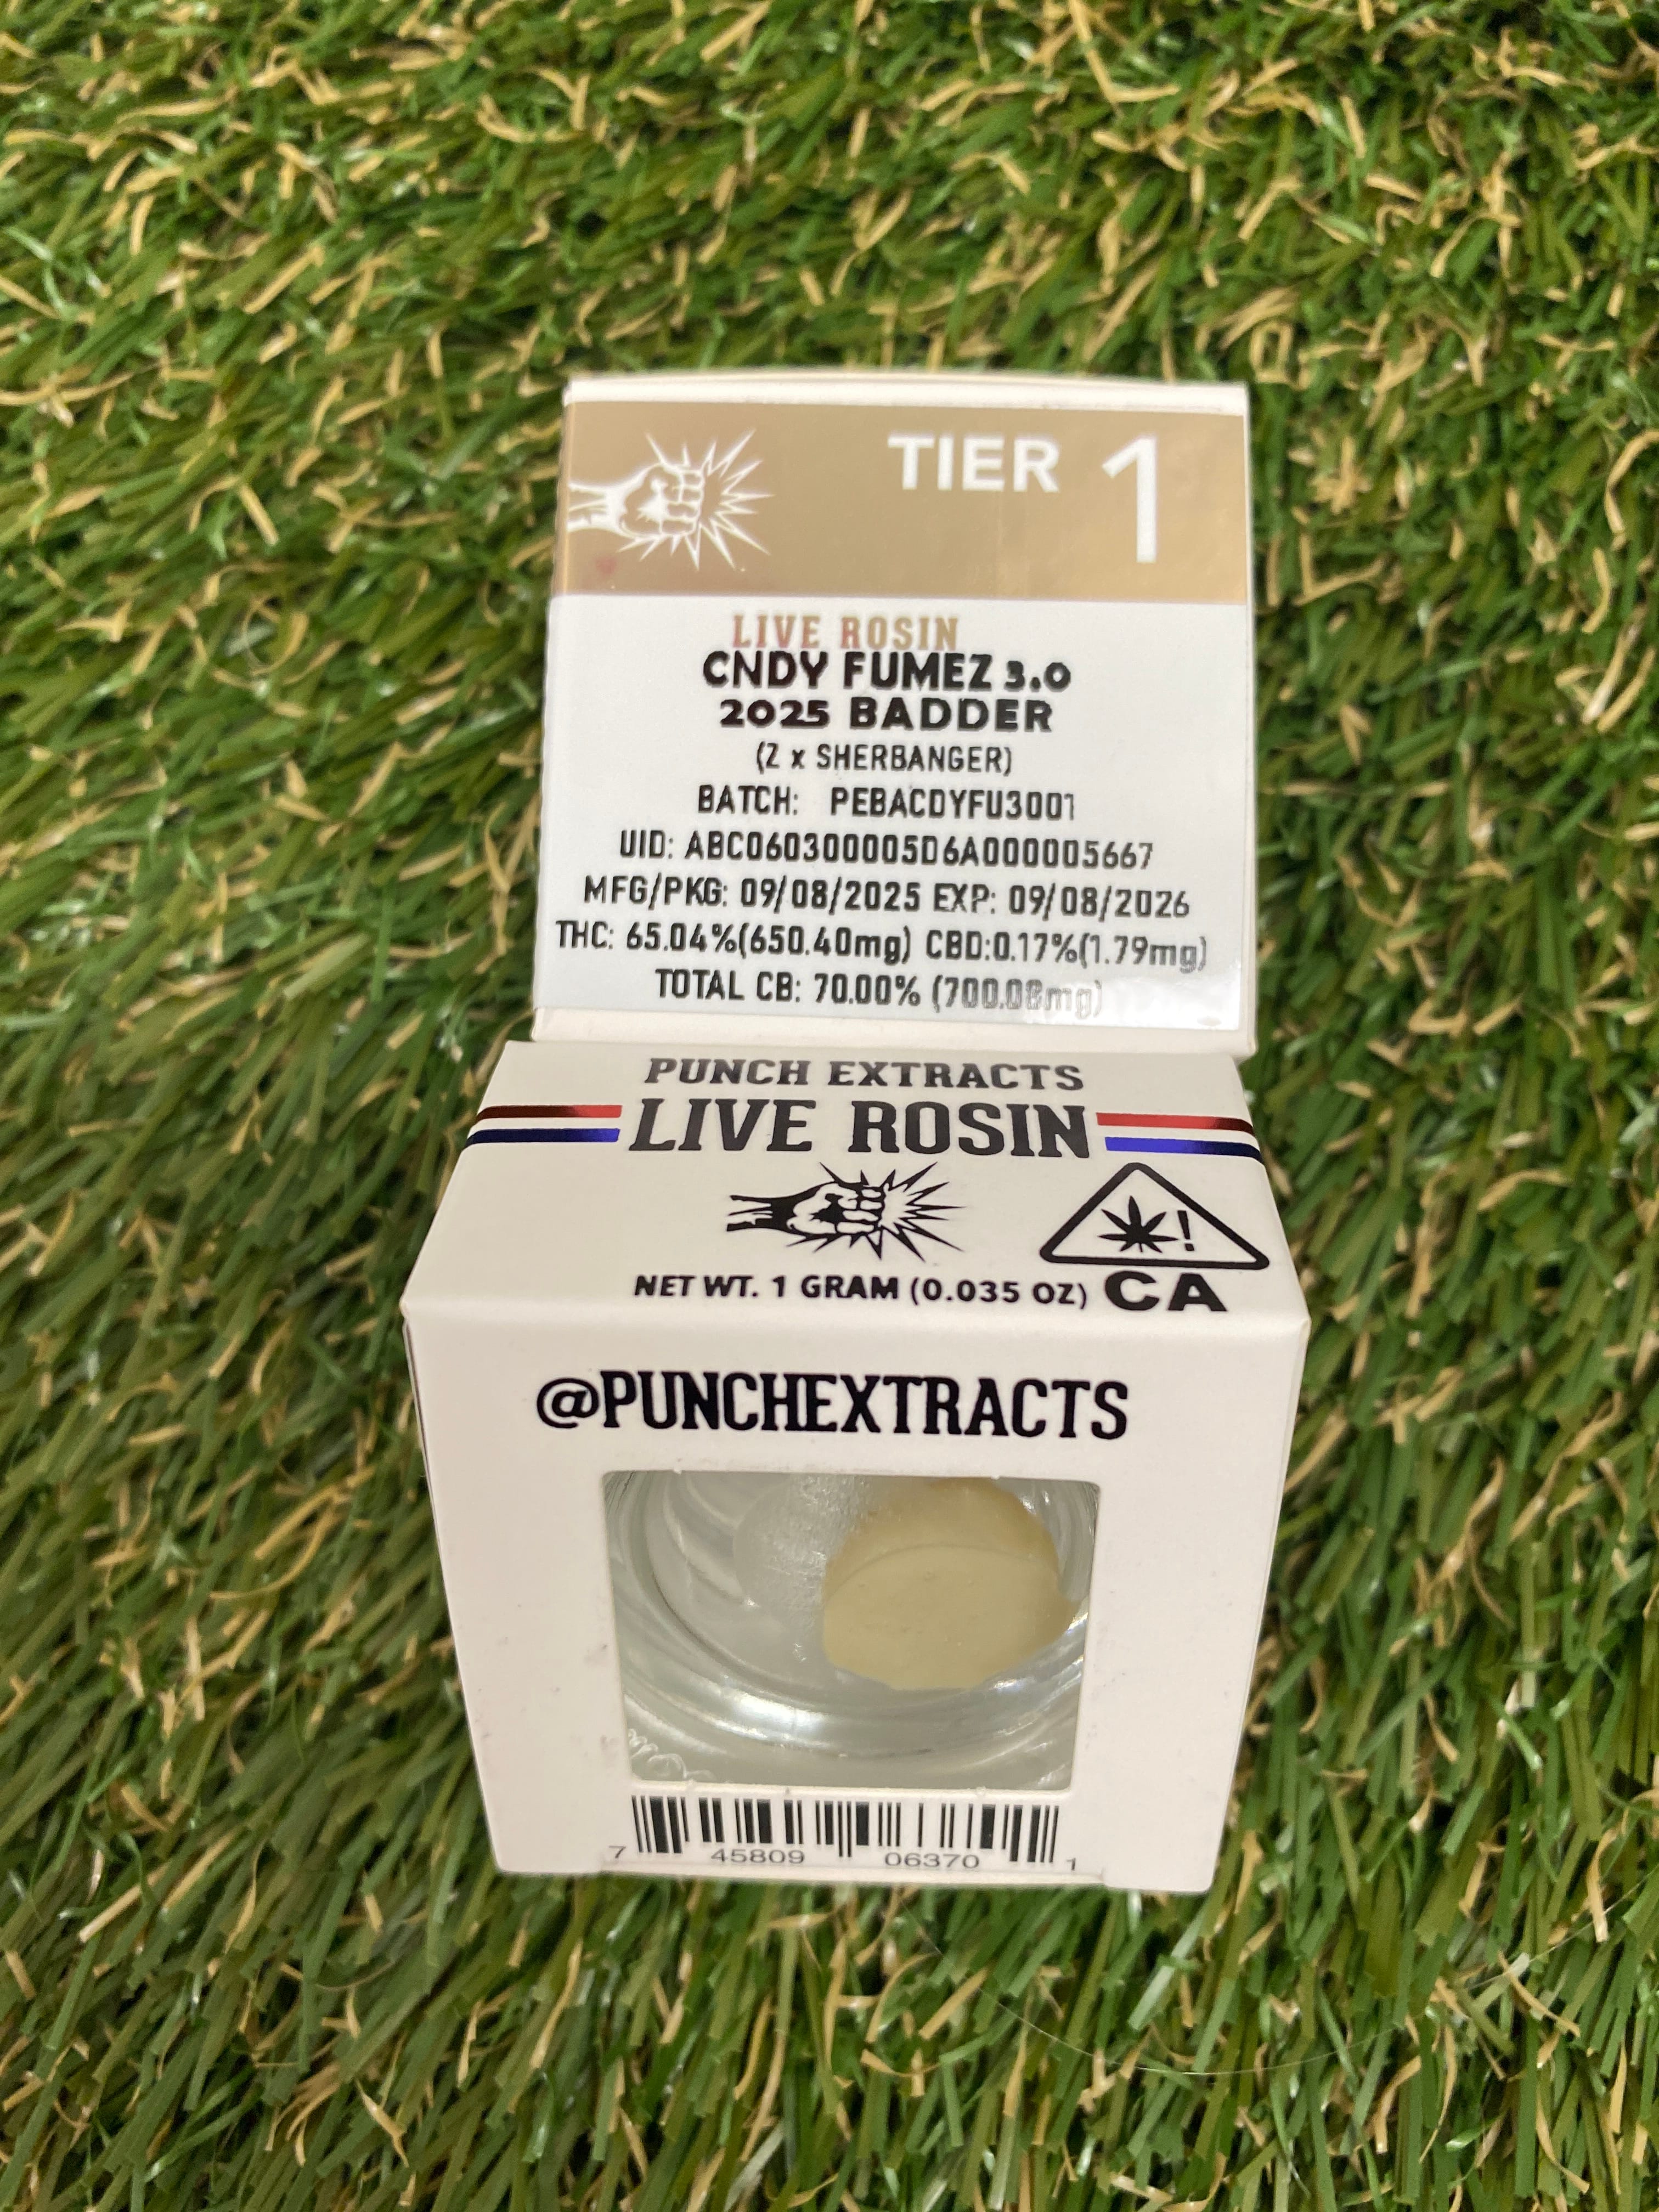 TIER 1
LIVE ROSIN
CNDY FUMEZ 3.0
2025 BADDER
(Z x SHERBANGER)
BATCH: PEBACDYFU3001
UID: ABC060300005D6A000005667
MFG/PKG: 09/08/2025 EXP: 09/08/2026
THC: 65.04%(650.40mg) CBD:0.17%(1.79mg)
TOTAL CB: 70.00% (700.08mg)
PUNCH EXTRACTS
LIVE ROSIN
!
NET WT. 1 GRAM (0.035 OZ) CA
@PUNCHEXTRACTS
7 45809 06370 1